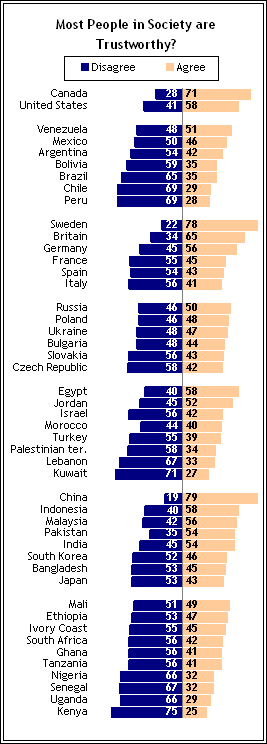 Most People in Society are
Trustworthy?
Disagree Agree
Canada 28 71
United States 41 58
Venezuela 48 51
Mexico 50 46
Argentina 54 42
Bolivia 59 35
Brazil 65 35
Chile 69 29
Peru 69 28
Sweden 22 78
Britain 34 65
Germany 45 56
France 55 45
Spain 54 43
Italy 56 41
Russia 46 50
Poland 46 48
Ukraine 48 47
Bulgaria 48 44
Slovakia 56 43
Czech Republic 58 42
Egypt 40 58
Jordan 45 52
Israel 56 42
Morocco 44 40
Turkey 55 39
Palestinian ter. 58 34
Lebanon 67 33
Kuwait 71 27
China 19 79
Indonesia 40 58
Malaysia 42 56
Pakistan 35 54
India 45 54
South Korea 52 46
Bangladesh 53 45
Japan 53 43
Mali 51 49
Ethiopia 53 47
Ivory Coast 55 45
South Africa 56 42
Ghana 56 41
Tanzania 56 41
Nigeria 66 32
Senegal 67 32
Uganda 66 29
Kenya 75 25